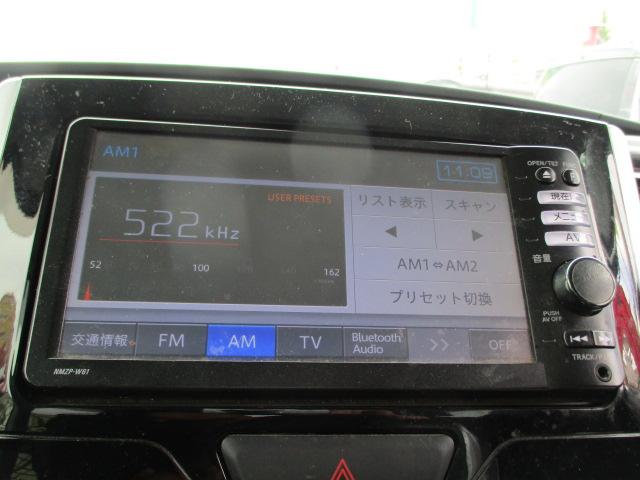 AM1
11:09
OPEN/TILT
USER PRESETS
522 kHz
52 100 162
リスト表示 スキャン
◀ ▶
AM1⇔AM2
プリセット切換
メニュー
AV
音量
PUSH
AV OFF
TRACK/
交通情報 FM AM TV Bluetooth Audio >> OFF
NMZP-W61